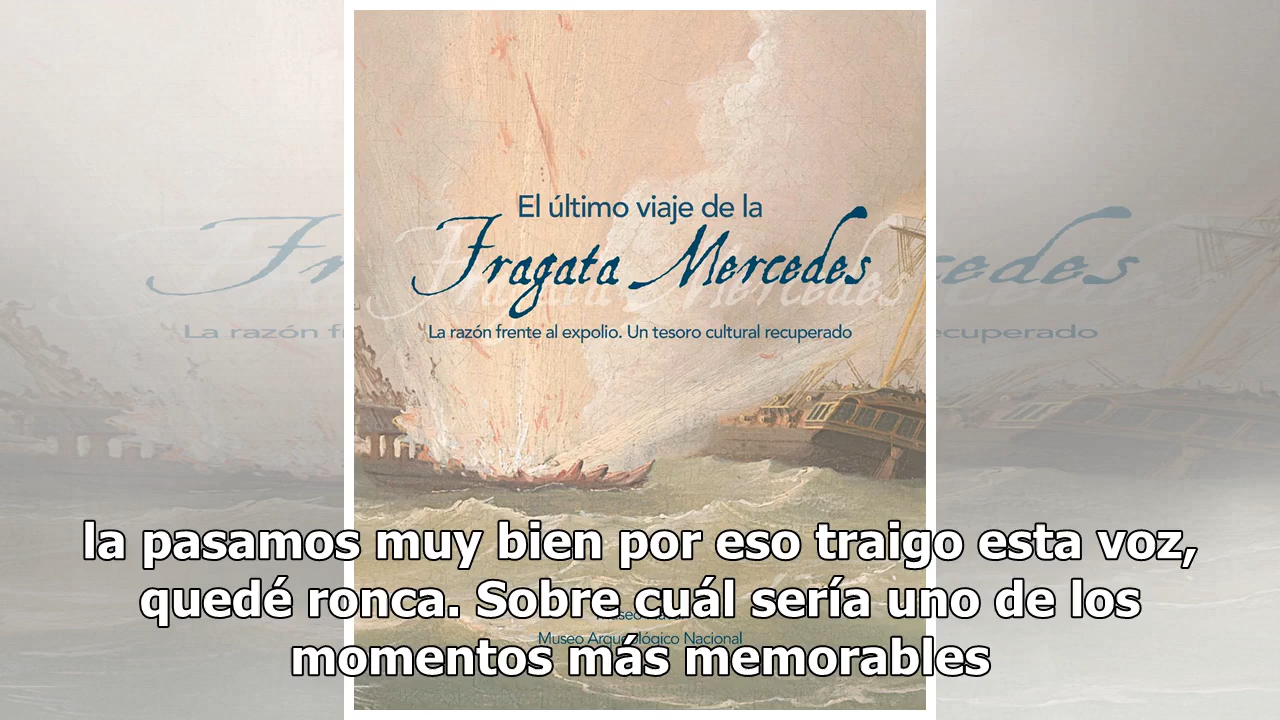 El último viaje de la
Fragata Mercedes
La razón frente al expolio. Un tesoro cultural recuperado
Museo Arqueológico Nacional
la pasamos muy bien por eso traigo esta voz,
quedé ronca. Sobre cuál sería uno de los
momentos más memorables